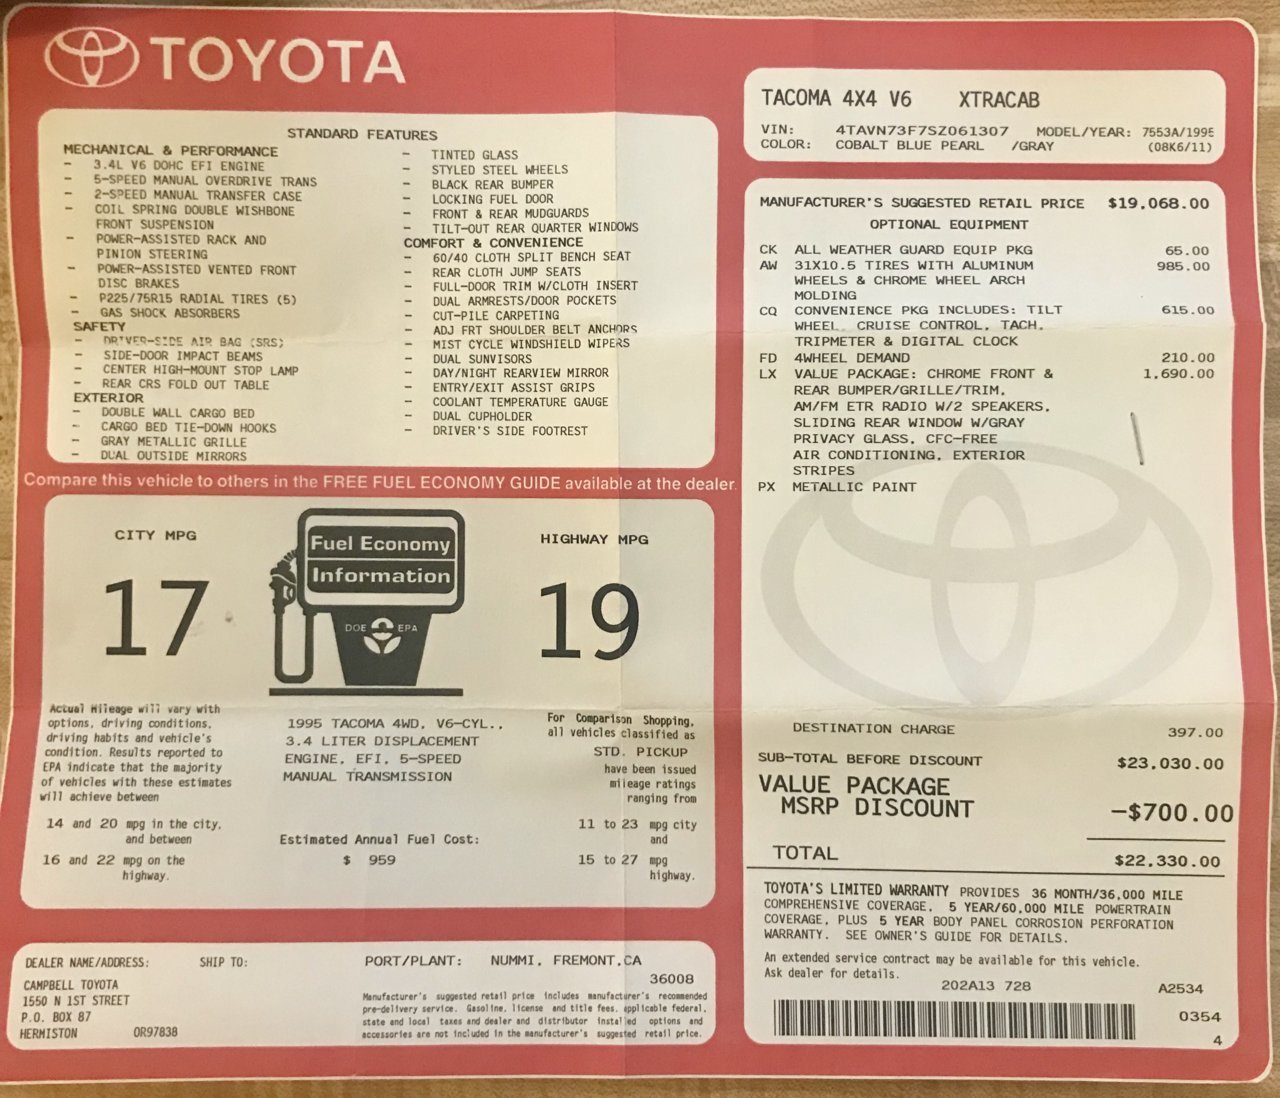 TOYOTA
STANDARD FEATURES
MECHANICAL & PERFORMANCE
- 3.4L V6 DOHC EFI ENGINE
- 5-SPEED MANUAL OVERDRIVE TRANS
- 2-SPEED MANUAL TRANSFER CASE
- COIL SPRING DOUBLE WISHBONE
FRONT SUSPENSION
- POWER-ASSISTED RACK AND
PINION STEERING
- POWER-ASSISTED VENTED FRONT
DISC BRAKES
- P225/75R15 RADIAL TIRES (5)
- GAS SHOCK ABSORBERS
SAFETY
- DRIVER-SIDE AIR BAG (SRS)
- SIDE-DOOR IMPACT BEAMS
- CENTER HIGH-MOUNT STOP LAMP
- REAR CRS FOLD OUT TABLE
EXTERIOR
- DOUBLE WALL CARGO BED
- CARGO BED TIE-DOWN HOOKS
- GRAY METALLIC GRILLE
- DUAL OUTSIDE MIRRORS
- TINTED GLASS
- STYLED STEEL WHEELS
- BLACK REAR BUMPER
- LOCKING FUEL DOOR
- FRONT & REAR MUDGUARDS
- TILT-OUT REAR QUARTER WINDOWS
COMFORT & CONVENIENCE
- 60/40 CLOTH SPLIT BENCH SEAT
- REAR CLOTH JUMP SEATS
- FULL-DOOR TRIM W/CLOTH INSERT
- DUAL ARMRESTS/DOOR POCKETS
- CUT-PILE CARPETING
- ADJ FRT SHOULDER BELT ANCHORS
- MIST CYCLE WINDSHIELD WIPERS
- DUAL SUNVISORS
- DAY/NIGHT REARVIEW MIRROR
- ENTRY/EXIT ASSIST GRIPS
- COOLANT TEMPERATURE GAUGE
- DUAL CUPHOLDER
- DRIVER'S SIDE FOOTREST
Compare this vehicle to others in the FREE FUEL ECONOMY GUIDE available at the dealer.
CITY MPG
17
Fuel Economy
Information
DOE EPA
HIGHWAY MPG
19
Actual Mileage will vary with
options, driving conditions,
driving habits and vehicle's
condition. Results reported to
EPA indicate that the majority
of vehicles with these estimates
will achieve between
14 and 20 mpg in the city,
and between
16 and 22 mpg on the
highway.
1995 TACOMA 4WD, V6-CYL.,
3.4 LITER DISPLACEMENT
ENGINE, EFI, 5-SPEED
MANUAL TRANSMISSION
Estimated Annual Fuel Cost:
$ 959
For Comparison Shopping,
all vehicles classified as
STD. PICKUP
have been issued
mileage ratings
ranging from
11 to 23 mpg city
and
15 to 27 mpg
highway.
DEALER NAME/ADDRESS: SHIP TO:
CAMPBELL TOYOTA
1550 N 1ST STREET
P.O. BOX 87
HERMISTON OR97838
PORT/PLANT: NUMMI, FREMONT,CA
36008
Manufacturer's suggested retail price includes manufacturer's recommended
pre-delivery service. Gasoline, license and title fees, applicable federal,
state and local taxes and dealer and distributor installed options and
accessories are not included in the manufacturer's suggested retail price.
TACOMA 4X4 V6 XTRACAB
VIN: 4TAVN73F7SZ061307 MODEL/YEAR: 7553A/1995
COLOR: COBALT BLUE PEARL /GRAY (08K6/11)
MANUFACTURER'S SUGGESTED RETAIL PRICE $19,068.00
OPTIONAL EQUIPMENT
CK ALL WEATHER GUARD EQUIP PKG 65.00
AW 31X10.5 TIRES WITH ALUMINUM 985.00
WHEELS & CHROME WHEEL ARCH
MOLDING
CQ CONVENIENCE PKG INCLUDES: TILT 615.00
WHEEL, CRUISE CONTROL, TACH,
TRIPMETER & DIGITAL CLOCK
FD 4WHEEL DEMAND 210.00
LX VALUE PACKAGE: CHROME FRONT & 1,690.00
REAR BUMPER/GRILLE/TRIM,
AM/FM ETR RADIO W/2 SPEAKERS,
SLIDING REAR WINDOW W/GRAY
PRIVACY GLASS, CFC-FREE
AIR CONDITIONING, EXTERIOR
STRIPES
PX METALLIC PAINT
DESTINATION CHARGE 397.00
SUB-TOTAL BEFORE DISCOUNT $23,030.00
VALUE PACKAGE
MSRP DISCOUNT -$700.00
TOTAL $22,330.00
TOYOTA'S LIMITED WARRANTY PROVIDES 36 MONTH/36,000 MILE
COMPREHENSIVE COVERAGE, 5 YEAR/60,000 MILE POWERTRAIN
COVERAGE, PLUS 5 YEAR BODY PANEL CORROSION PERFORATION
WARRANTY. SEE OWNER'S GUIDE FOR DETAILS.
An extended service contract may be available for this vehicle.
Ask dealer for details.
202A13 728 A2534
0354
4